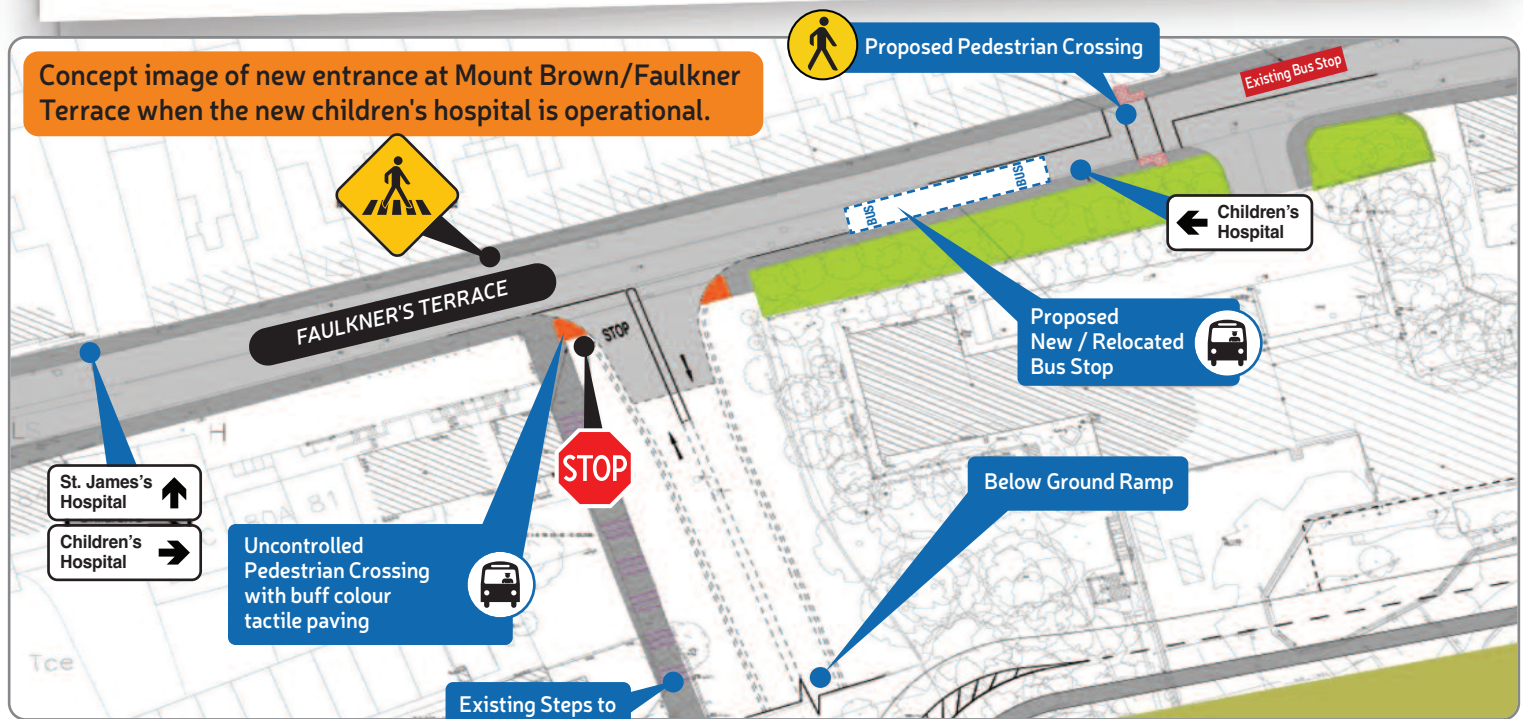 Concept image of new entrance at Mount Brown/Faulkner
Terrace when the new children's hospital is operational.
Proposed Pedestrian Crossing
Existing Bus Stop
BUS
BUS
Children's
Hospital
FAULKNER'S TERRACE
STOP
Proposed
New / Relocated
Bus Stop
STOP
H
St. James's
Hospital
Children's
Hospital
Below Ground Ramp
Uncontrolled
Pedestrian Crossing
with buff colour
tactile paving
Tce
Existing Steps to